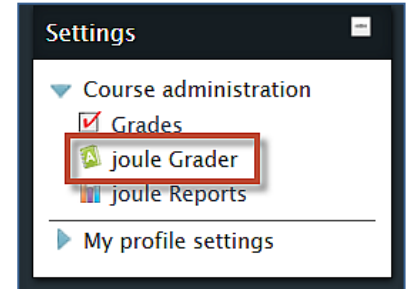 Settings
Course administration
Grades
joule Grader
joule Reports
My profile settings